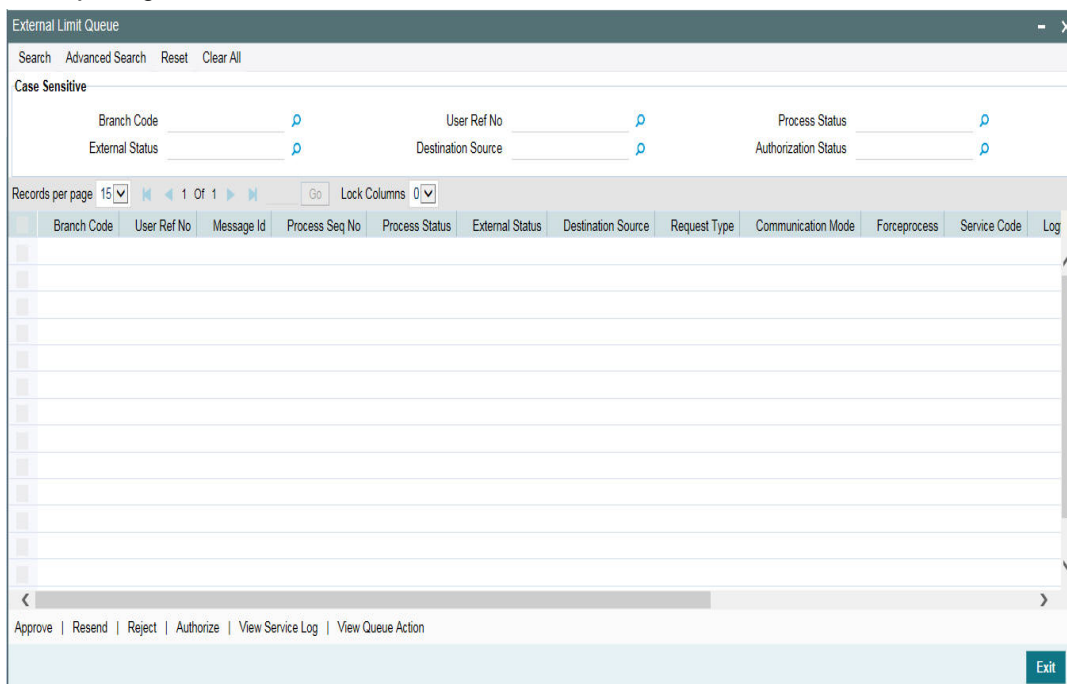 External Limit Queue
Search Advanced Search Reset Clear All
Case Sensitive
Branch Code User Ref No Process Status
External Status Destination Source Authorization Status
Records per page 15 1 Of 1 Go Lock Columns 0
Branch Code User Ref No Message Id Process Seq No Process Status External Status Destination Source Request Type Communication Mode Forceprocess Service Code Log
Approve | Resend | Reject | Authorize | View Service Log | View Queue Action
Exit